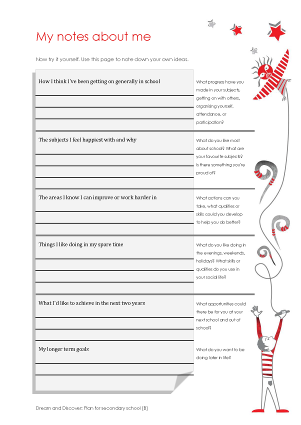 My notes about me
Now try it yourself. Use this page to note down your own ideas.
How I think I've been getting on generally in school
What progress have you
made in your subjects,
getting on with others,
organising yourself,
attendance, or
participation?
The subjects I feel happiest with and why
What do you like most
about school? What are
your favourite subjects?
Is there something you're
proud of?
The areas I know I can improve or work harder in
What actions can you
take, what qualities or
skills could you develop
to help you do better?
Things I like doing in my spare time
What do you like doing in
the evenings, weekends,
holidays? What skills or
qualities do you use in
your social life?
What I'd like to achieve in the next two years
What opportunities could
there be for you at your
next school and out of
school?
My longer term goals
What do you want to be
doing later in life?
Dream and Discover: Plan for secondary school (8)